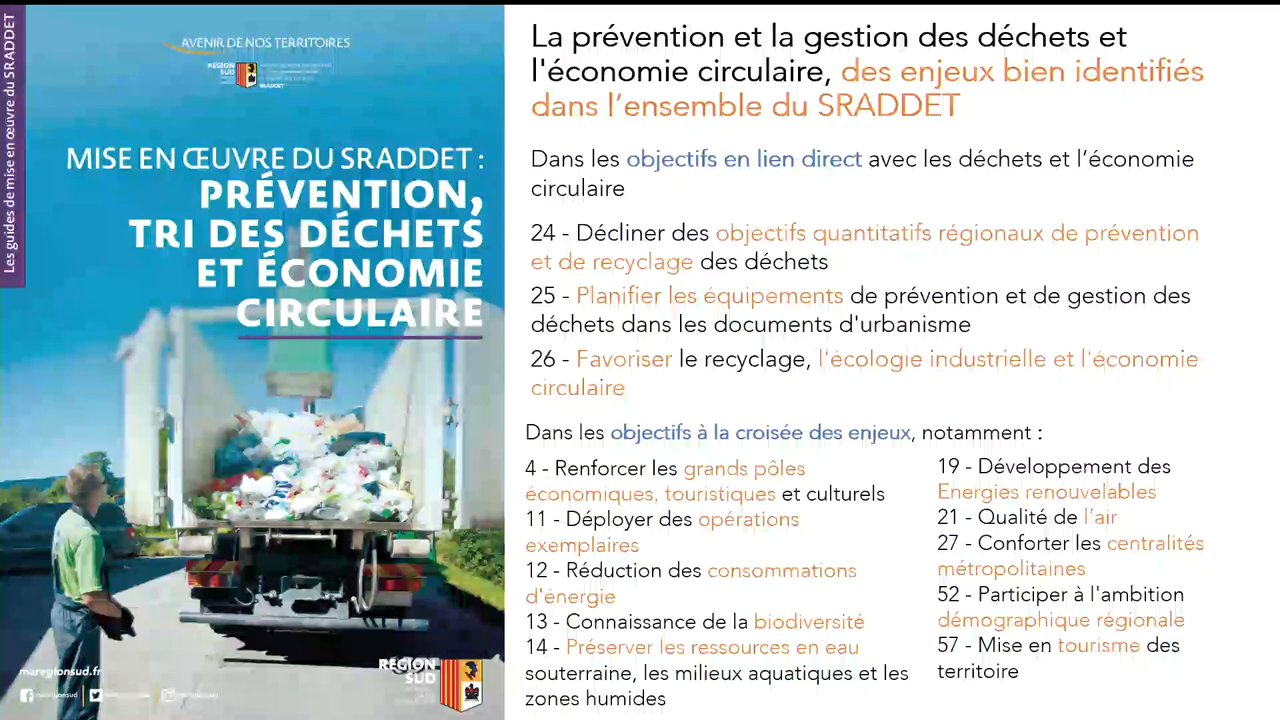 Les guides de mise en œuvre du SRADDET
AVENIR DE NOS TERRITOIRES
RÉGION
SUD
SRADDET
MISE EN ŒUVRE DU SRADDET :
PRÉVENTION,
TRI DES DÉCHETS
ET ÉCONOMIE
CIRCULAIRE
maregionsud.fr
RÉGION
SUD
La prévention et la gestion des déchets et
l'économie circulaire, des enjeux bien identifiés
dans l’ensemble du SRADDET
Dans les objectifs en lien direct avec les déchets et l’économie
circulaire
24 - Décliner des objectifs quantitatifs régionaux de prévention
et de recyclage des déchets
25 - Planifier les équipements de prévention et de gestion des
déchets dans les documents d'urbanisme
26 - Favoriser le recyclage, l'écologie industrielle et l'économie
circulaire
Dans les objectifs à la croisée des enjeux, notamment :
4 - Renforcer les grands pôles
économiques, touristiques et culturels
11 - Déployer des opérations
exemplaires
12 - Réduction des consommations
d'énergie
13 - Connaissance de la biodiversité
14 - Préserver les ressources en eau
souterraine, les milieux aquatiques et les
zones humides
19 - Développement des
Energies renouvelables
21 - Qualité de l’air
27 - Conforter les centralités
métropolitaines
52 - Participer à l'ambition
démographique régionale
57 - Mise en tourisme des
territoire